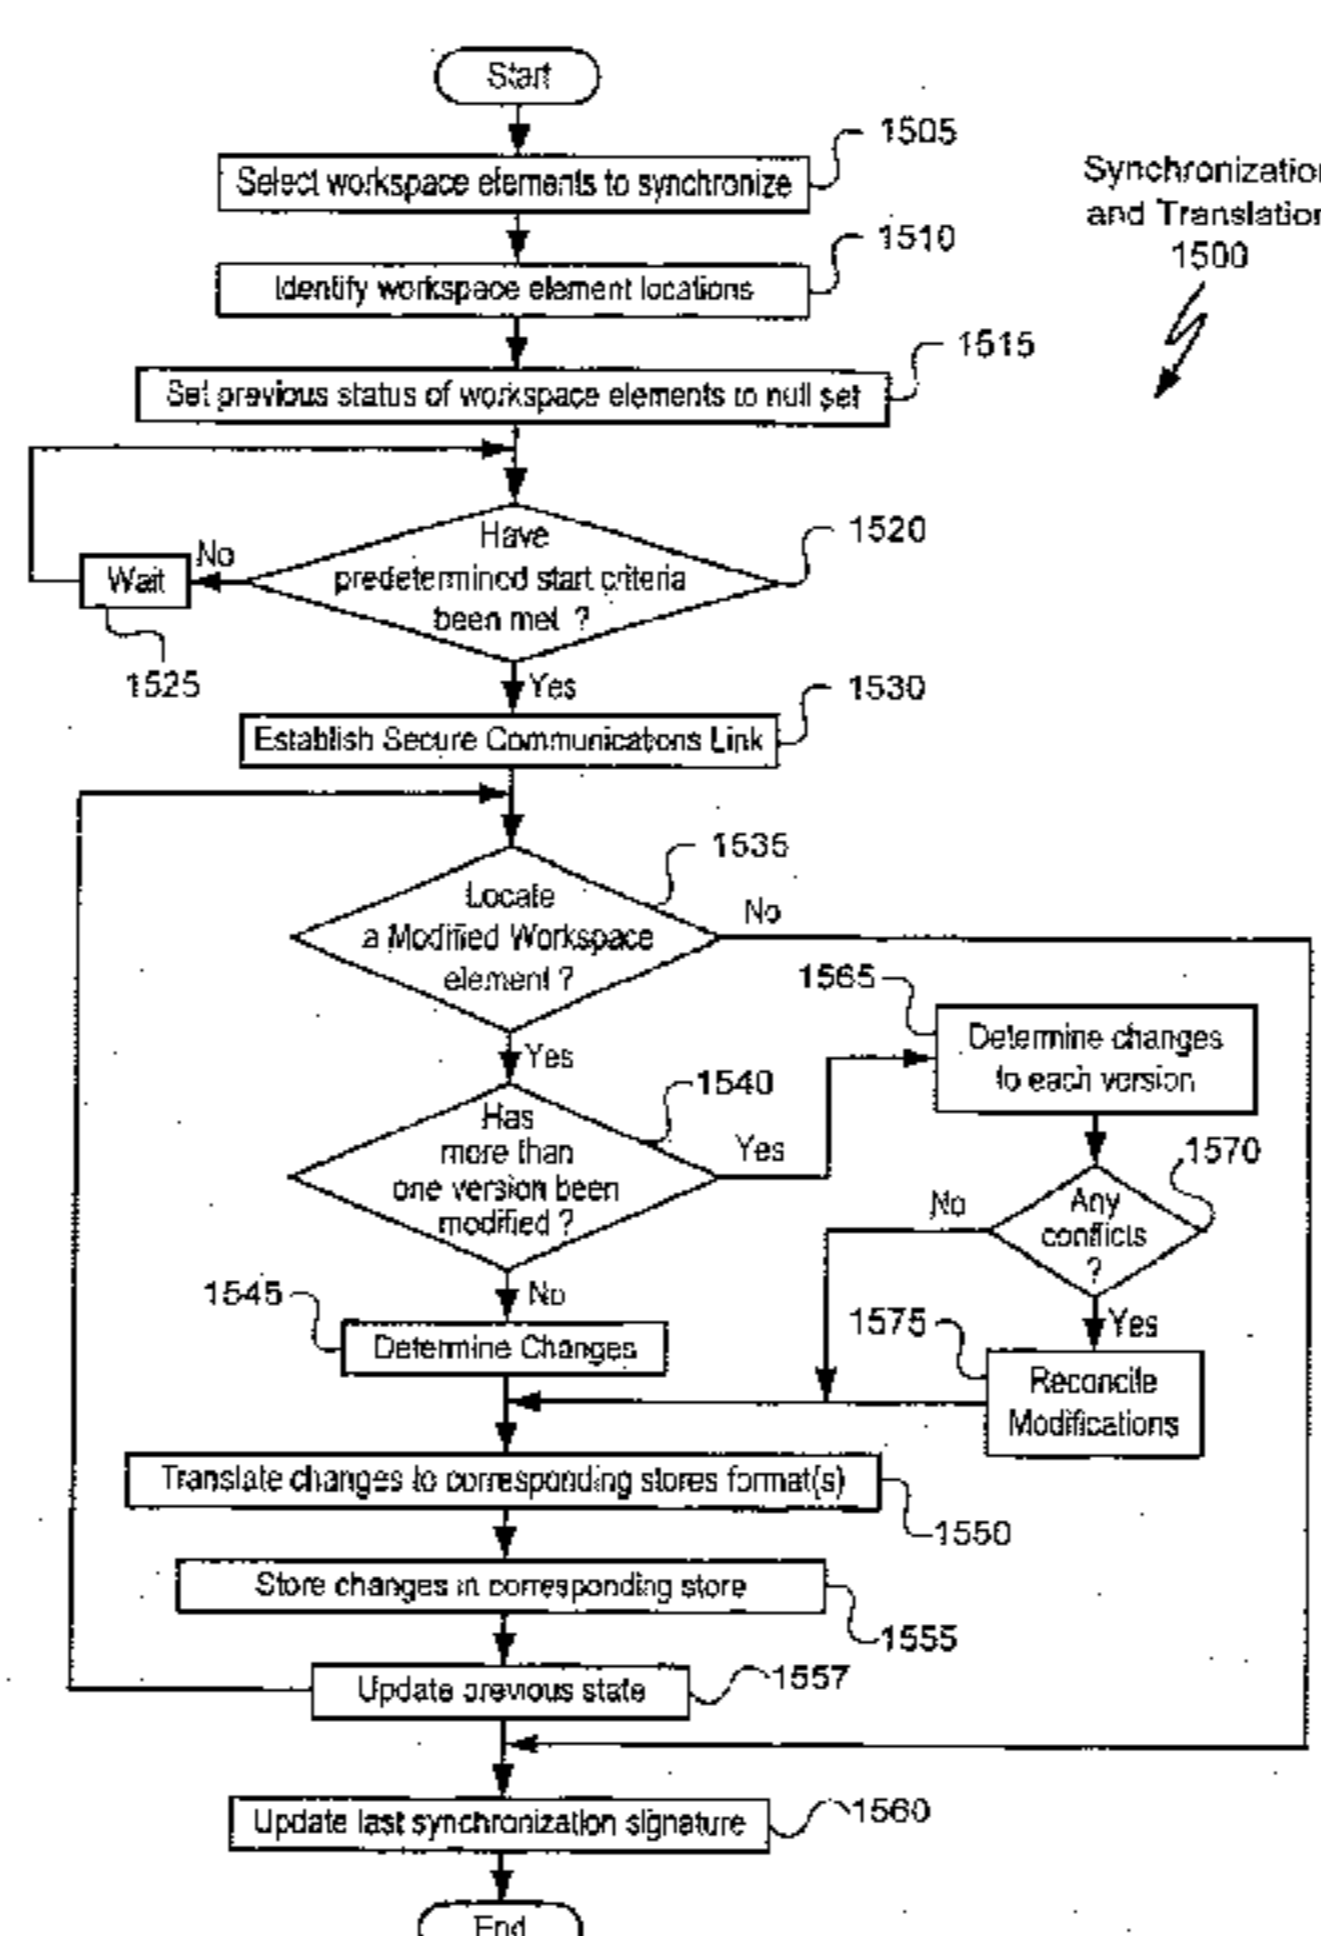 Start
1505
Select workspace elements to synchronize
Synchronization
and Translation
1500
1510
Identify workspace element locations
1515
Set previous status of workspace elements to null set
Have
predetermined start criteria
been met ?
1520
No
Wait
1525
Yes
1530
Establish Secure Communications Link
1535
Locate
a Modified Workspace
element ?
No
Yes
1565
Determine changes
to each version
1540
Has
more than
one version been
modified ?
Yes
1570
Any
conflicts
?
No
No
1545
Determine Changes
1575
Yes
Reconcile
Modifications
Translate changes to corresponding stores format(s)
1550
Store changes in corresponding store
1555
Update previous state
1557
Update last synchronization signature
1560
End